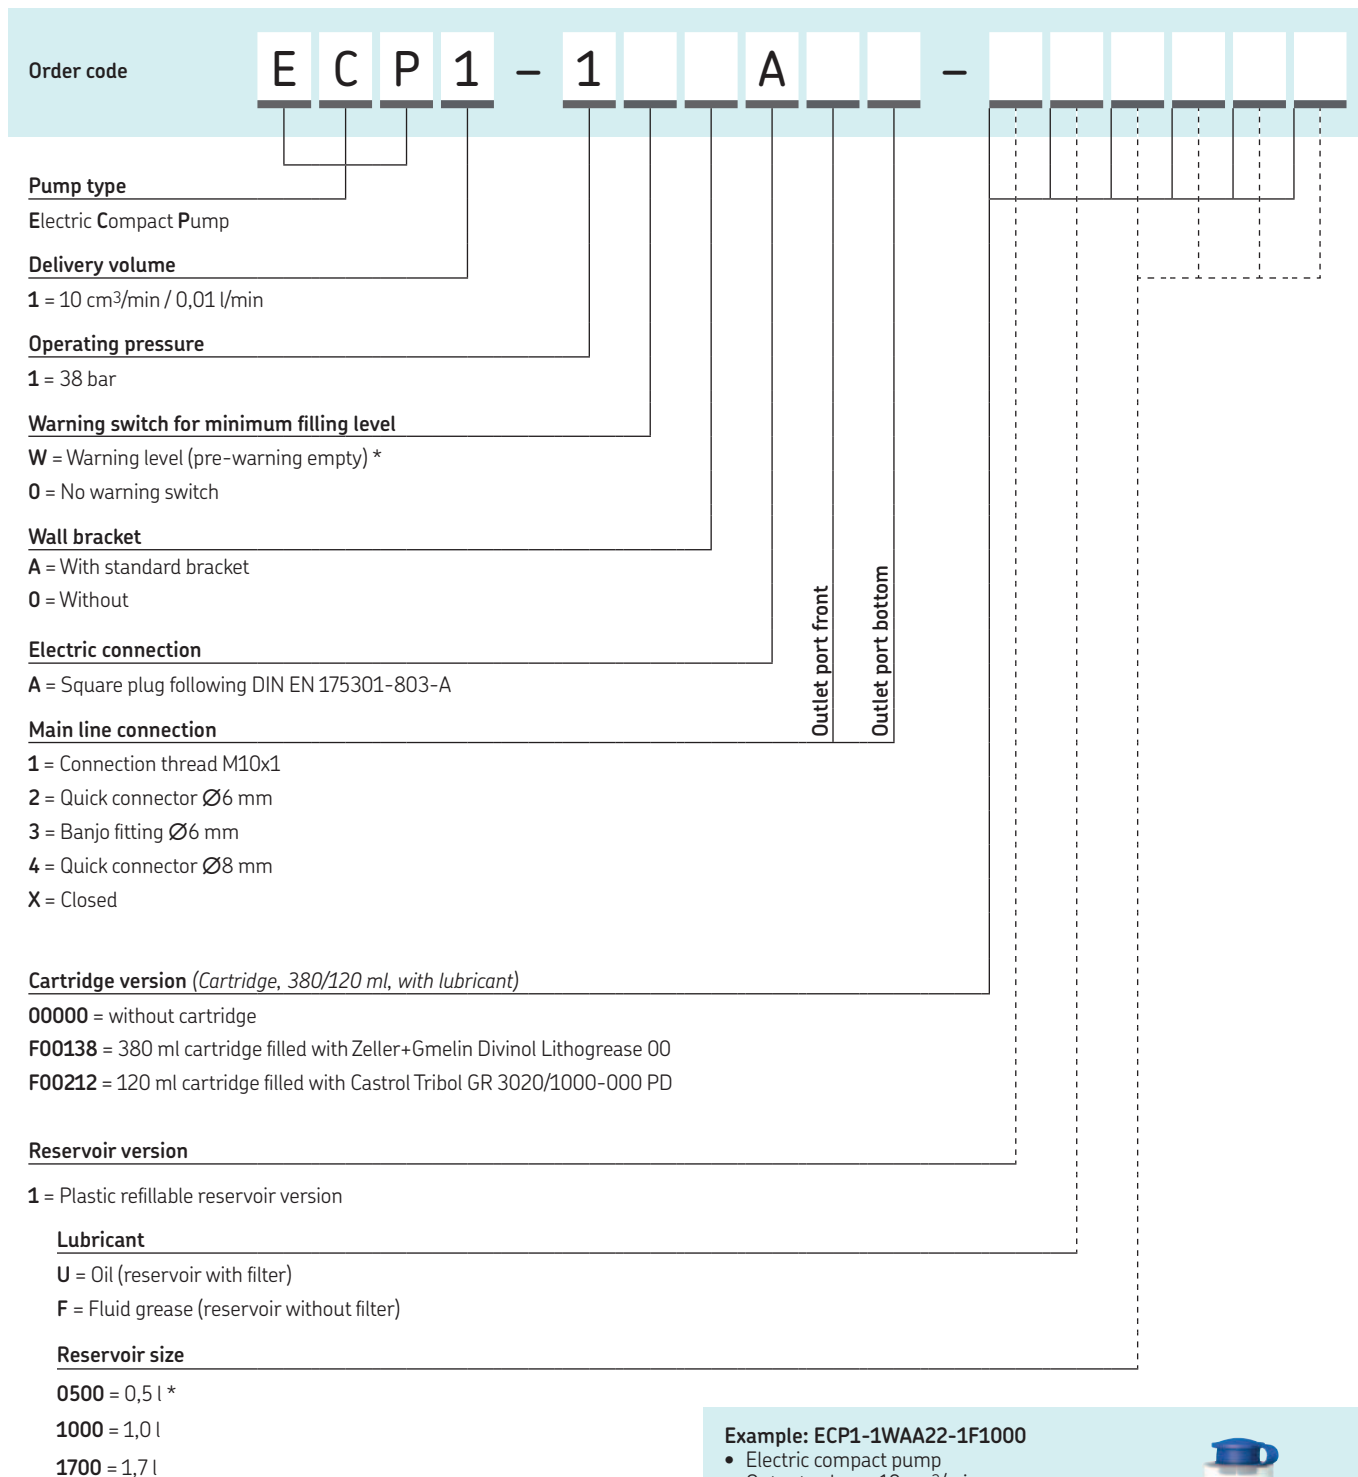 Order code E C P 1 – 1 A –
Pump type
Electric Compact Pump
Delivery volume
1 = 10 cm3/min / 0,01 l/min
Operating pressure
1 = 38 bar
Warning switch for minimum filling level
W = Warning level (pre-warning empty) *
0 = No warning switch
Wall bracket
A = With standard bracket
0 = Without
Electric connection
A = Square plug following DIN EN 175301-803-A
Outlet port front
Outlet port bottom
Main line connection
1 = Connection thread M10x1
2 = Quick connector Ø6 mm
3 = Banjo fitting Ø6 mm
4 = Quick connector Ø8 mm
X = Closed
Cartridge version (Cartridge, 380/120 ml, with lubricant)
00000 = without cartridge
F00138 = 380 ml cartridge filled with Zeller+Gmelin Divinol Lithogrease 00
F00212 = 120 ml cartridge filled with Castrol Tribol GR 3020/1000-000 PD
Reservoir version
1 = Plastic refillable reservoir version
Lubricant
U = Oil (reservoir with filter)
F = Fluid grease (reservoir without filter)
Reservoir size
0500 = 0,5 l *
1000 = 1,0 l
1700 = 1,7 l
Example: ECP1-1WAA22-1F1000
• Electric compact pump